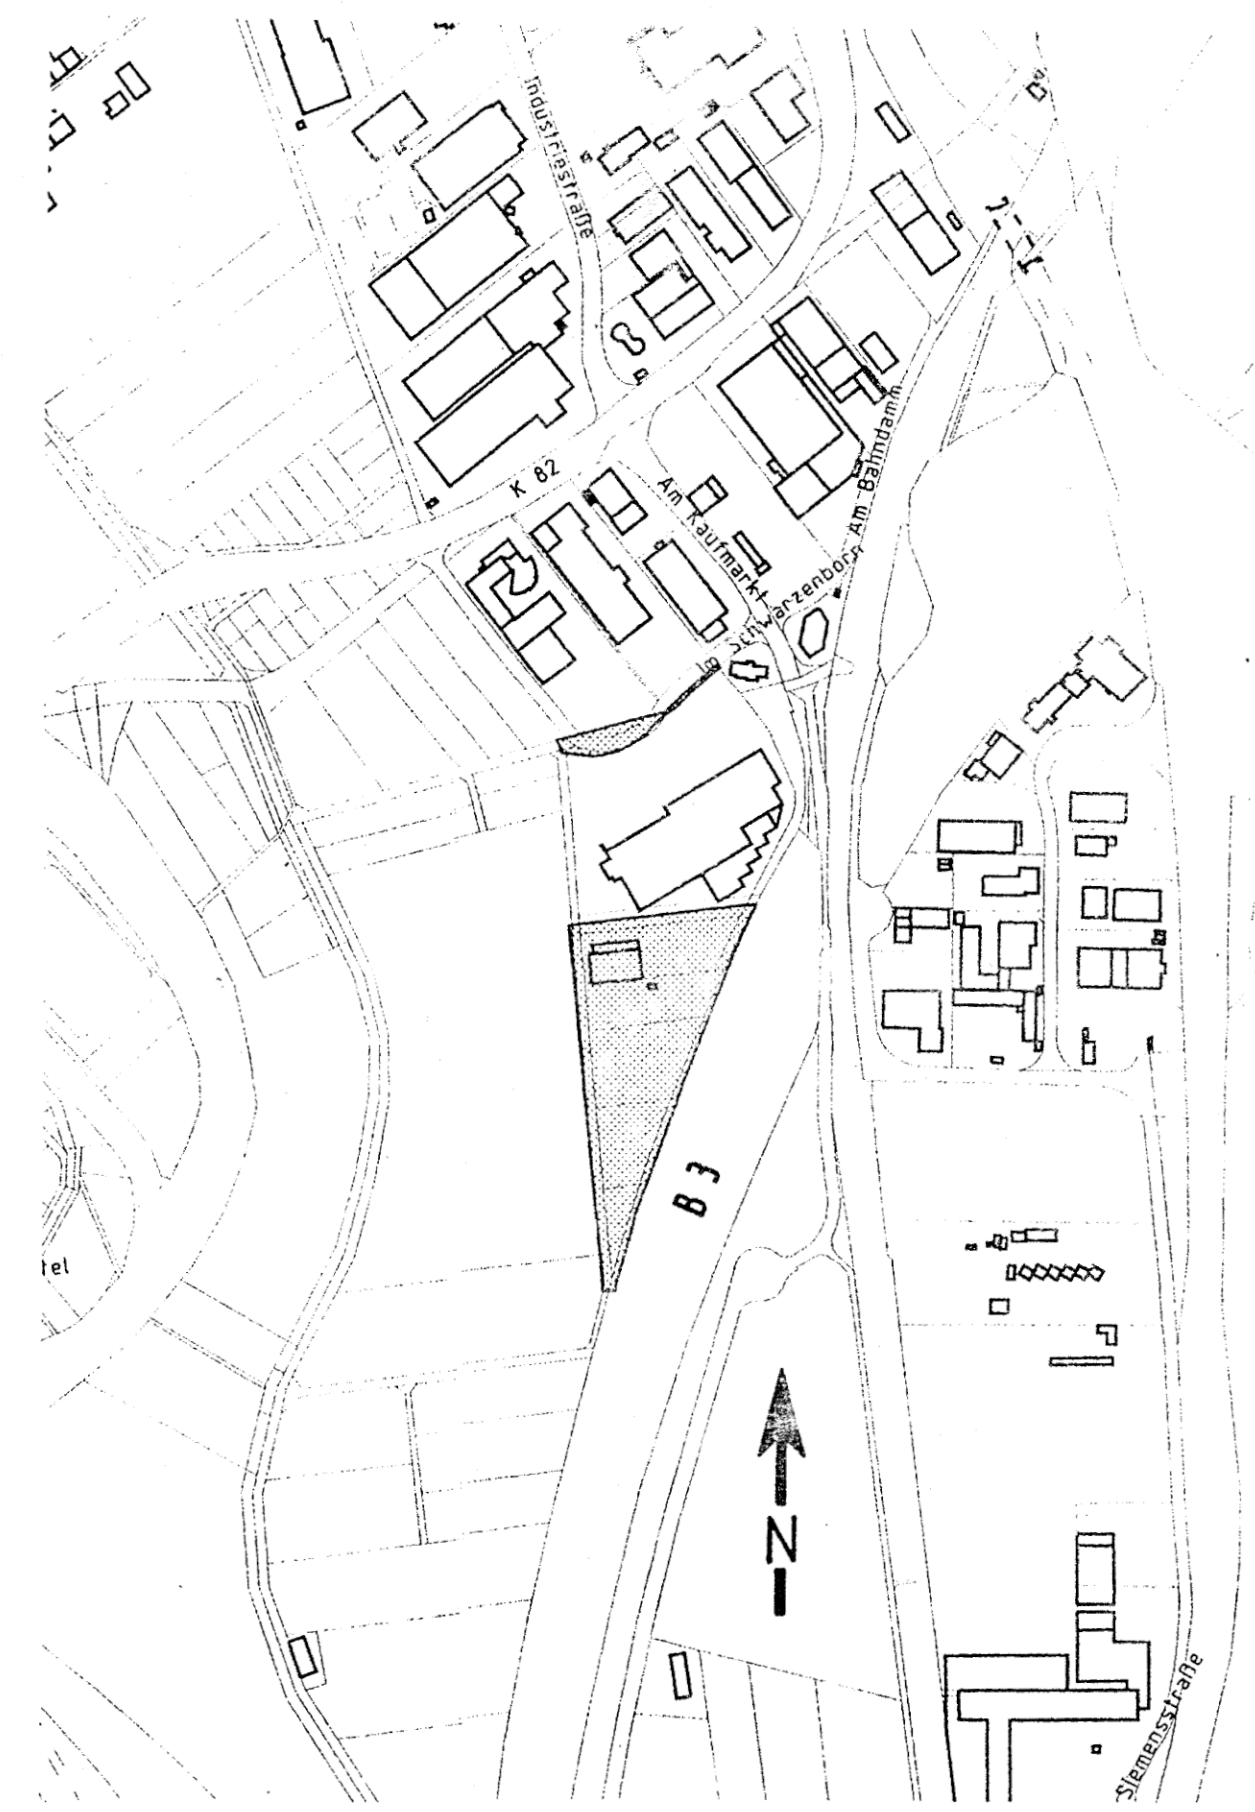 Industriestraße
K 82
Am Kaufmarkt
Am Bahndamm
Schwarzenborn
B 3
tel
N
Siemensstraße